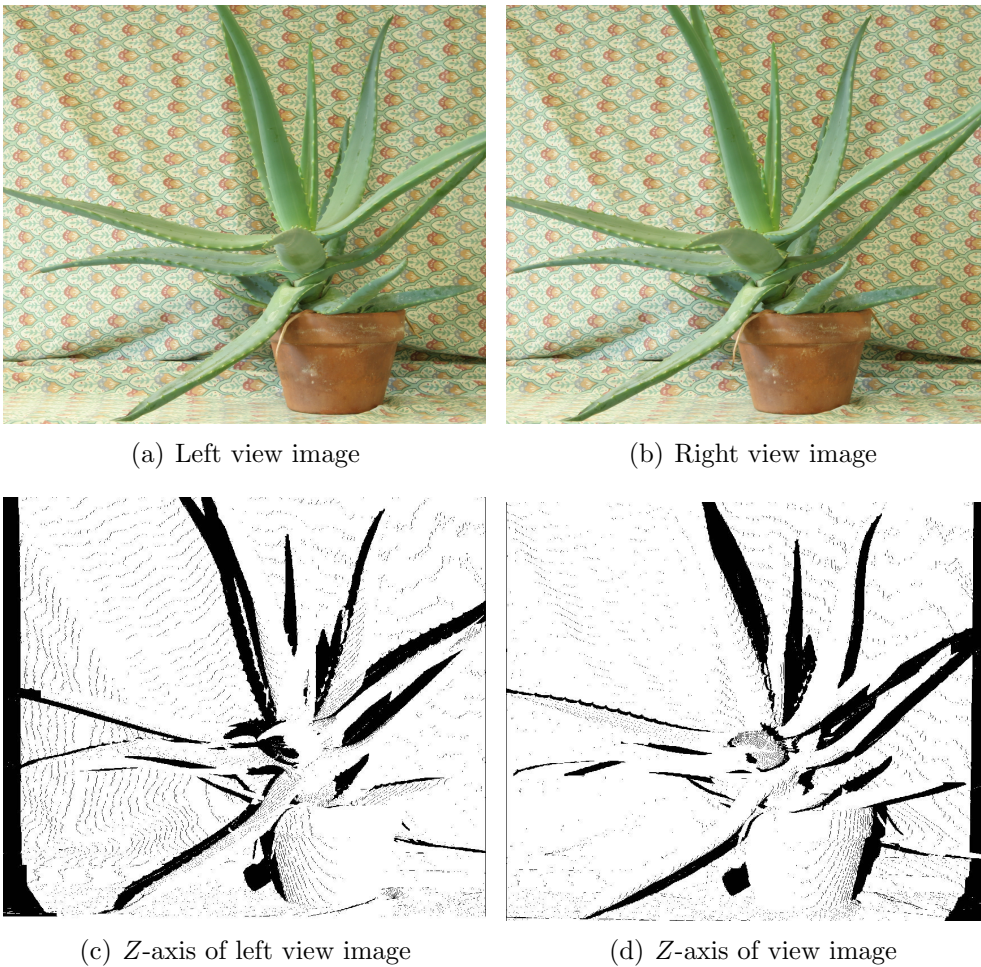 (a) Left view image
(b) Right view image
(c) Z-axis of left view image
(d) Z-axis of view image